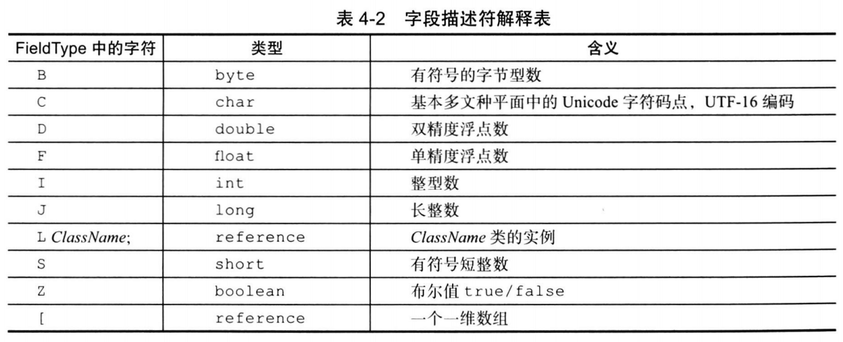 表 4-2 字段描述符解释表
FieldType 中的字符 类型 含义
B byte 有符号的字节型数
C char 基本多文种平面中的 Unicode 字符码点，UTF-16 编码
D double 双精度浮点数
F float 单精度浮点数
I int 整型数
J long 长整数
L ClassName; reference ClassName 类的实例
S short 有符号短整数
Z boolean 布尔值 true/false
[ reference 一个一维数组